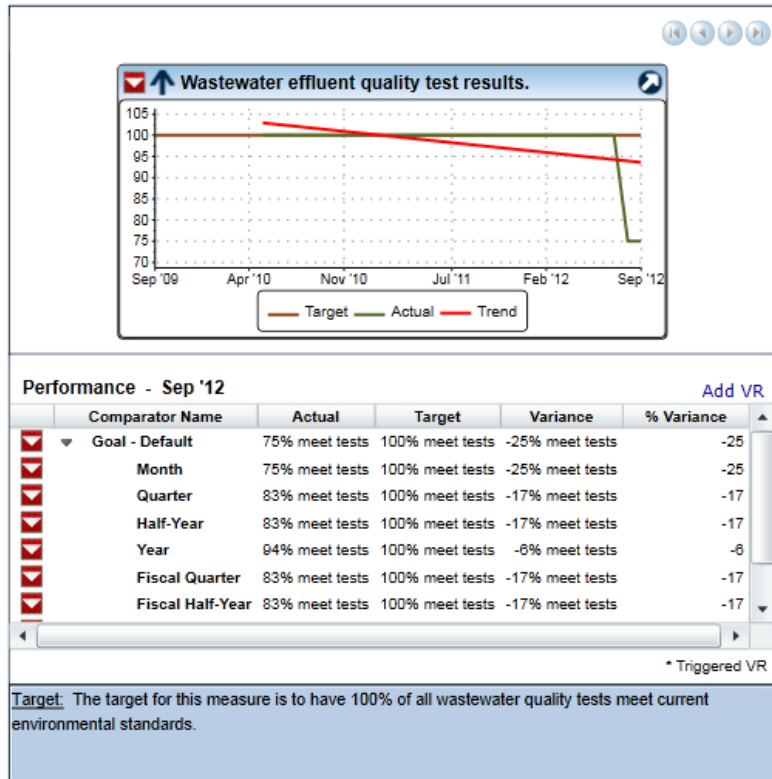 Wastewater effluent quality test results.
105
100
95
90
85
80
75
70
Sep '09 Apr '10 Nov '10 Jul '11 Feb '12 Sep '12
Target Actual Trend
Performance - Sep '12
Add VR
Comparator Name Actual Target Variance % Variance
Goal - Default 75% meet tests 100% meet tests -25% meet tests -25
Month 75% meet tests 100% meet tests -25% meet tests -25
Quarter 83% meet tests 100% meet tests -17% meet tests -17
Half-Year 83% meet tests 100% meet tests -17% meet tests -17
Year 94% meet tests 100% meet tests -6% meet tests -6
Fiscal Quarter 83% meet tests 100% meet tests -17% meet tests -17
Fiscal Half-Year 83% meet tests 100% meet tests -17% meet tests -17
* Triggered VR
Target: The target for this measure is to have 100% of all wastewater quality tests meet current
environmental standards.